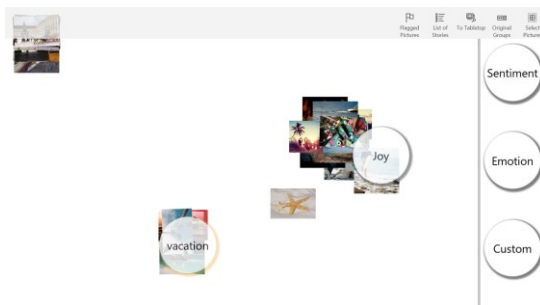 Flagged Pictures
List of Stories
To Tabletop
Original Groups
Select Picture
Sentiment
Joy
Emotion
vacation
Custom